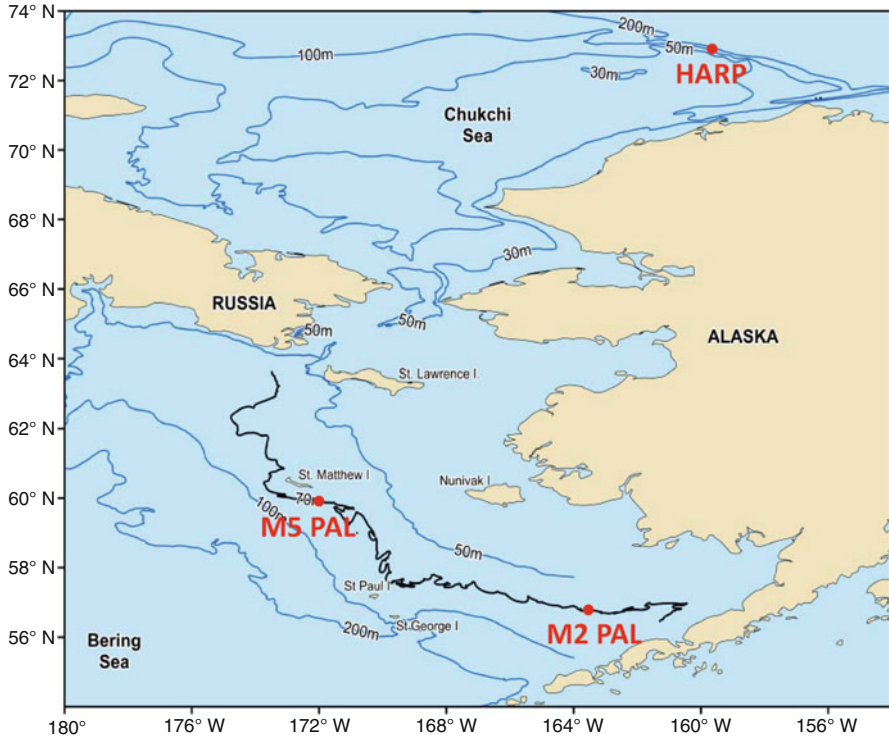 74° N
72° N
70° N
68° N
66° N
64° N
62° N
60° N
58° N
56° N
200m
100m
50m
HARP
30m
Chukchi
Sea
30m
RUSSIA
50m
50m
ALASKA
St. Lawrence I.
St. Matthew I
Nunivak I
70
100m
M5 PAL
50m
St Paul I
St.George I
200m
M2 PAL
Bering
Sea
180°
176° W
172° W
168° W
164° W
160° W
156° W